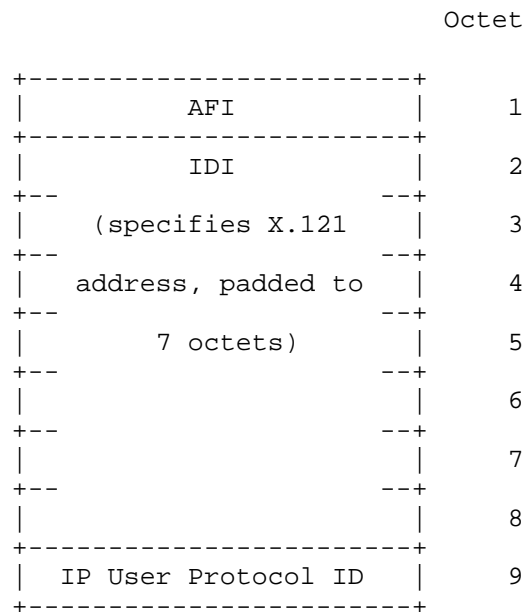 Octet
+-------------------------+
| AFI | 1
+-------------------------+
| IDI | 2
+-- --+
| (specifies X.121 | 3
+-- --+
| address, padded to | 4
+-- --+
| 7 octets) | 5
+-- --+
| | 6
+-- --+
| | 7
+-- --+
| | 8
+-------------------------+
| IP User Protocol ID | 9
+-------------------------+